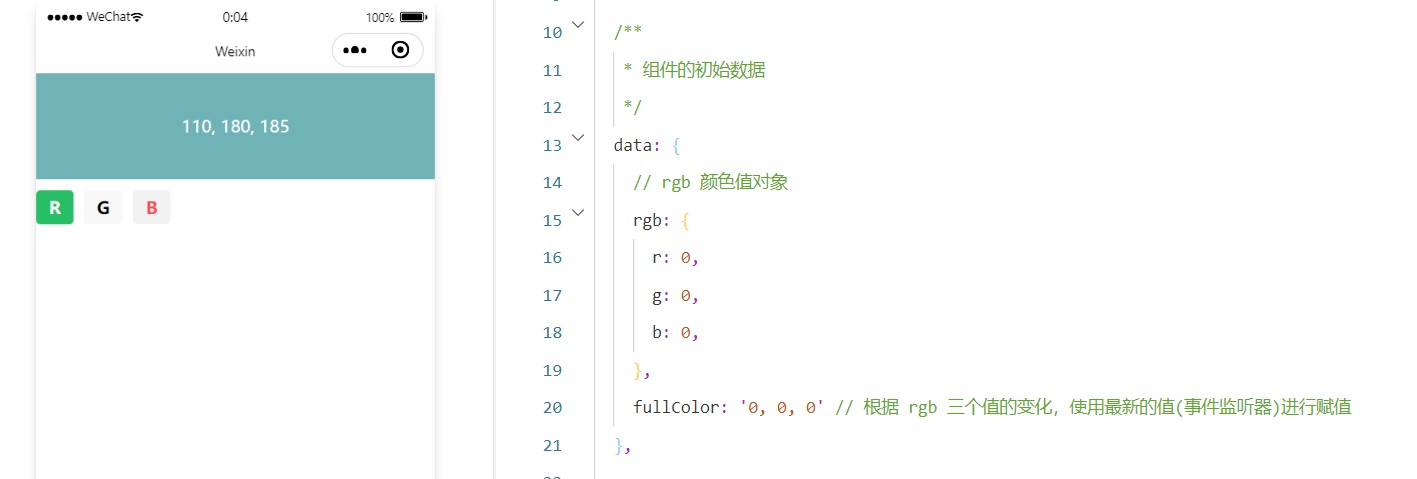 WeChat 0:04 100%
Weixin
110, 180, 185
R G B
10 /**
11 * 组件的初始数据
12 */
13 data: {
14 // rgb 颜色值对象
15 rgb: {
16 r: 0,
17 g: 0,
18 b: 0,
19 },
20 fullColor: '0, 0, 0' // 根据 rgb 三个值的变化，使用最新的值(事件监听器)进行赋值
21 },